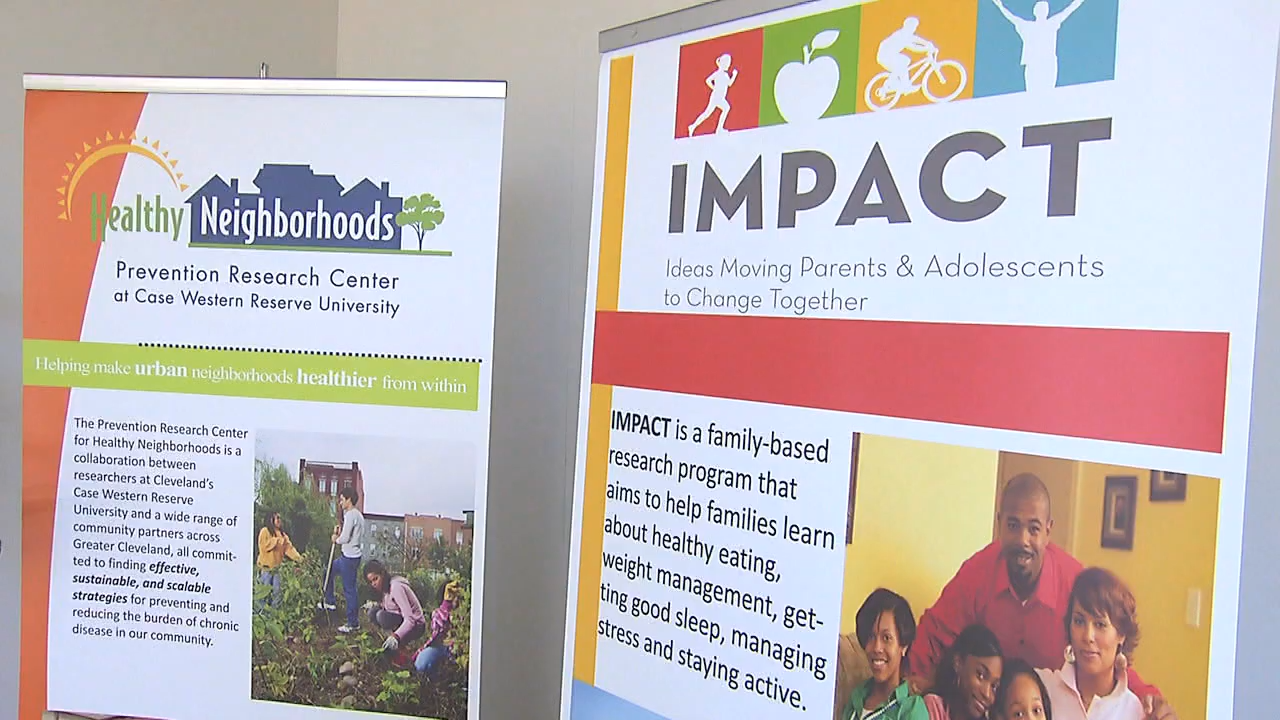 Healthy Neighborhoods
Prevention Research Center
at Case Western Reserve University
Helping make urban neighborhoods healthier from within
The Prevention Research Center
for Healthy Neighborhoods is a
collaboration between
researchers at Cleveland's
Case Western Reserve
University and a wide range of
community partners across
Greater Cleveland, all commit-
ted to finding effective,
sustainable, and scalable
strategies for preventing and
reducing the burden of chronic
disease in our community.
IMPACT
Ideas Moving Parents & Adolescents
to Change Together
IMPACT is a family-based
research program that
aims to help families learn
about healthy eating,
weight management, get-
ting good sleep, managing
stress and staying active.